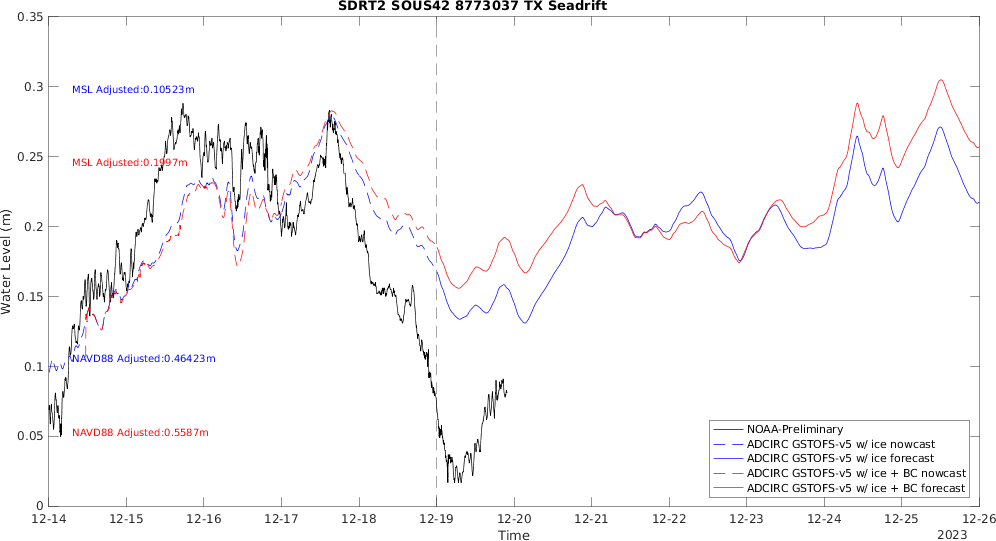 SDRT2 SOUS42 8773037 TX Seadrift
0.35
0.3
0.25
0.2
0.15
0.1
0.05
0
Water Level (m)
MSL Adjusted:0.10523m
MSL Adjusted:0.1997m
NAVD88 Adjusted:0.46423m
NAVD88 Adjusted:0.5587m
NOAA-Preliminary
ADCIRC GSTOFS-v5 w/ ice nowcast
ADCIRC GSTOFS-v5 w/ ice forecast
ADCIRC GSTOFS-v5 w/ ice + BC nowcast
ADCIRC GSTOFS-v5 w/ ice + BC forecast
12-14 12-15 12-16 12-17 12-18 12-19 12-20 12-21 12-22 12-23 12-24 12-25 12-26
Time
2023